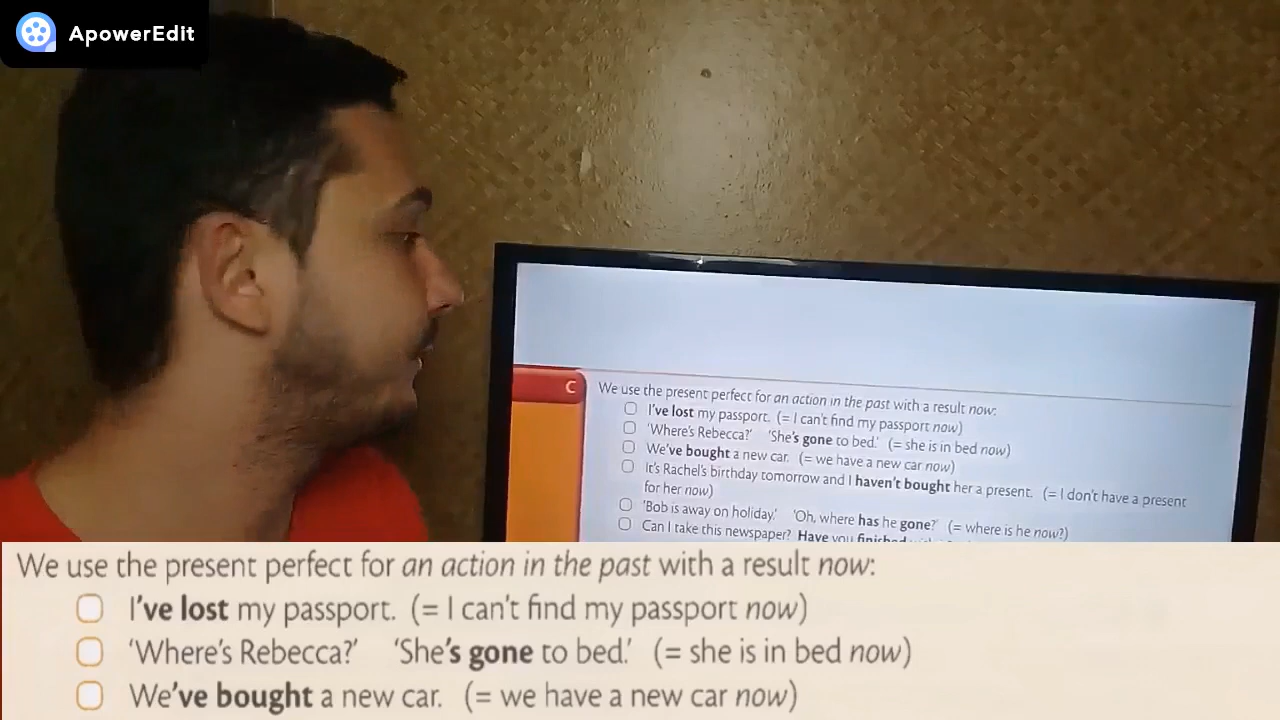 ApowerEdit
C
We use the present perfect for an action in the past with a result now:
I've lost my passport. (= I can't find my passport now)
'Where's Rebecca?' 'She's gone to bed.' (= she is in bed now)
We've bought a new car. (= we have a new car now)
It's Rachel's birthday tomorrow and I haven't bought her a present. (= I don't have a present
for her now)
'Bob is away on holiday.' 'Oh, where has he gone?' (= where is he now?)
Can I take this newspaper? Have you finished
We use the present perfect for an action in the past with a result now:
I've lost my passport. (= I can't find my passport now)
'Where's Rebecca?' 'She's gone to bed.' (= she is in bed now)
We've bought a new car. (= we have a new car now)